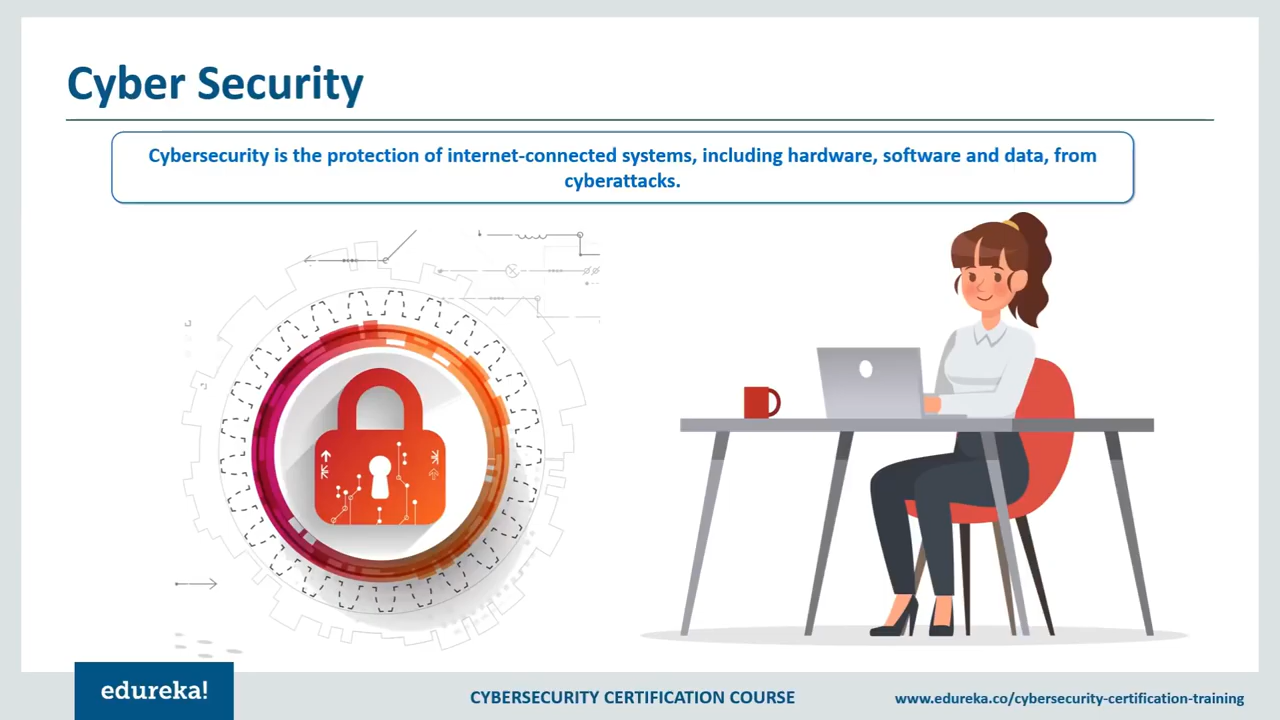 Cyber Security
Cybersecurity is the protection of internet-connected systems, including hardware, software and data, from
cyberattacks.
edureka!
CYBERSECURITY CERTIFICATION COURSE
www.edureka.co/cybersecurity-certification-training